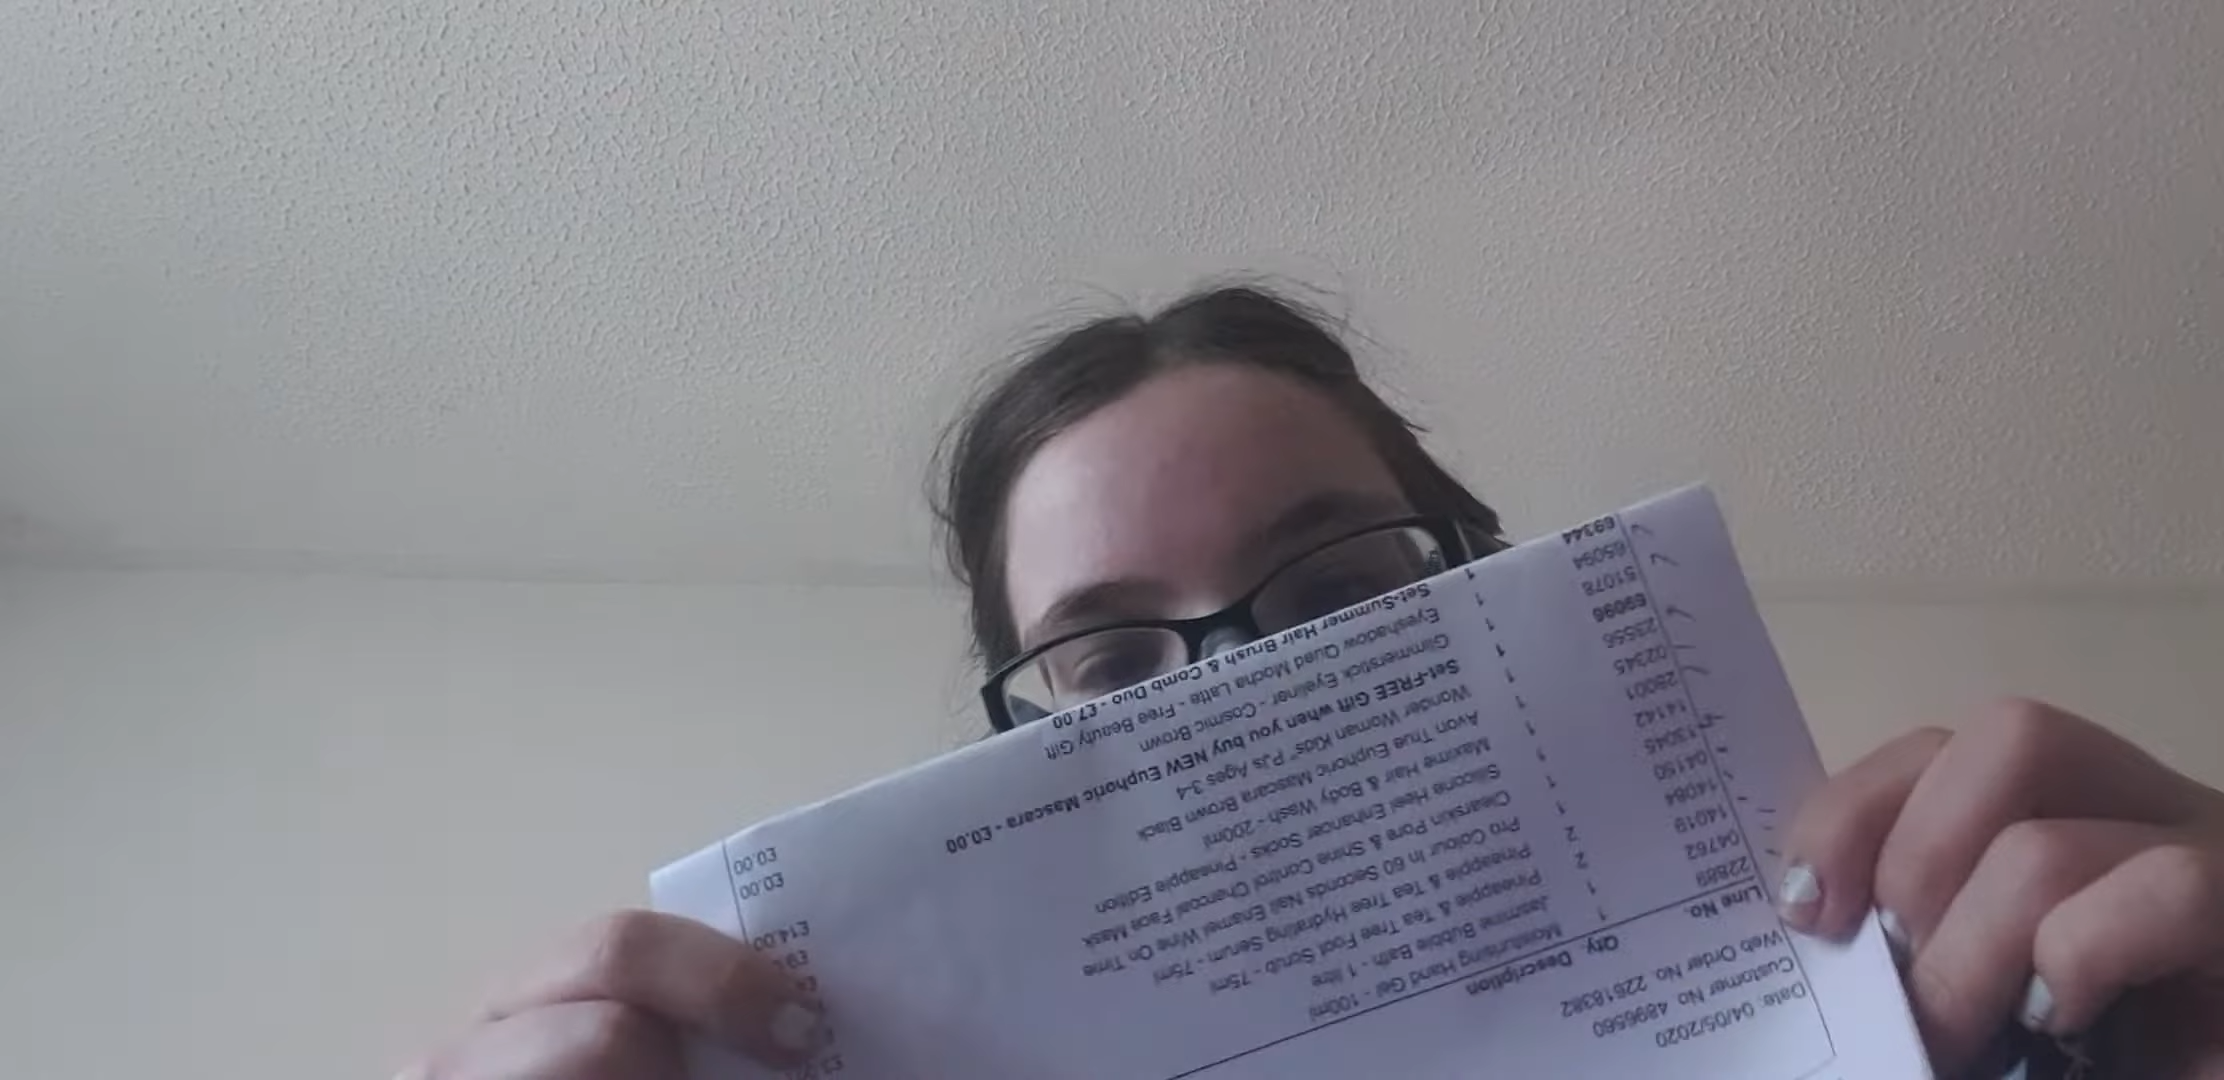 Date: 04/05/2020
Customer No. 4896560
Web Order No. 22618382
Line No. Qty Description
22889 1 Moisturising Hand Gel - 100ml
04762 1 Jasmine Bubble Bath - 1 litre
14019 2 Pineapple & Tea Tree Foot Scrub - 75ml
14084 2 Pineapple & Tea Tree Hydrating Serum - 75ml
04150 1 Pro Colour in 60 Seconds Nail Enamel Wine On Time
13045 1 Clearskin Pore & Shine Control Charcoal Face Mask
14142 1 Silicone Heel Enhancer Socks - Pineapple Edition
28001 1 Maxime Hair & Body Wash - 200ml
02345 1 Avon True Euphoric Mascara Brown Black
23556 1 Wonder Woman Kids' PJs Ages 3-4 £14.00
69096 1 Set-FREE Gift when you buy NEW Euphoric Mascara - £0.00
51078 1 Glimmerstick Eyeliner - Cosmic Brown £0.00
65094 1 Eyeshadow Quad Mocha Latte - Free Beauty Gift £0.00
69344 Set-Summer Hair Brush & Comb Duo - £7.00